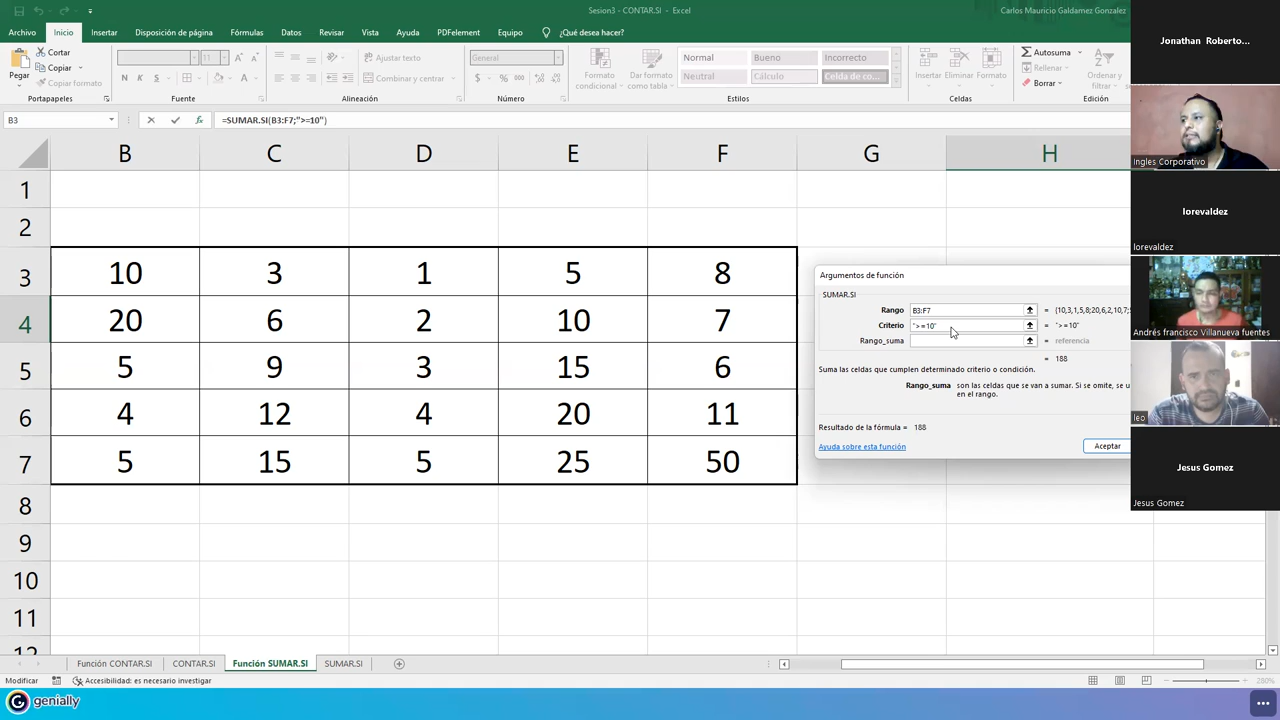 Sesion3 - CONTAR.SI - Excel
Carlos Mauricio Galdamez Gonzalez
Archivo Inicio Insertar Disposición de página Fórmulas Datos Revisar Vista Ayuda PDFelement Equipo ¿Qué desea hacer?
Pegar
Cortar
Copiar
Copiar formato
Portapapeles
11
N K S
Fuente
Ajustar texto
Combinar y centrar
Alineación
General
$ % 000
Número
Formato condicional
Dar formato como tabla
Normal Bueno Incorrecto
Neutral Cálculo Celda de co...
Estilos
Insertar Eliminar Formato
Celdas
Autosuma
Rellenar
Borrar
Ordenar y
filtrar
Edición
B3
fx
=SUMAR.SI(B3:F7;">=10")
B C D E F G H
1
2
3 10 3 1 5 8
4 20 6 2 10 7
5 5 9 3 15 6
6 4 12 4 20 11
7 5 15 5 25 50
8
9
10
11
12
Argumentos de función
SUMAR.SI
Rango B3:F7 = {10,3,1,5,8;20,6,2,10,7;
Criterio ">=10" = ">=10"
Rango_suma = referencia
= 188
Suma las celdas que cumplen determinado criterio o condición.
Rango_suma son las celdas que se van a sumar. Si se omite, se u
en el rango.
Resultado de la fórmula = 188
Ayuda sobre esta función
Aceptar
Jonathan Roberto...
Ingles Corporativo
lorevaldez
lorevaldez
Andrés francisco Villanueva fuentes
leo
Jesus Gomez
Jesus Gomez
Función CONTAR.SI CONTAR.SI Función SUMAR.SI SUMAR.SI
Modificar
Accesibilidad: es necesario investigar
280%
genially